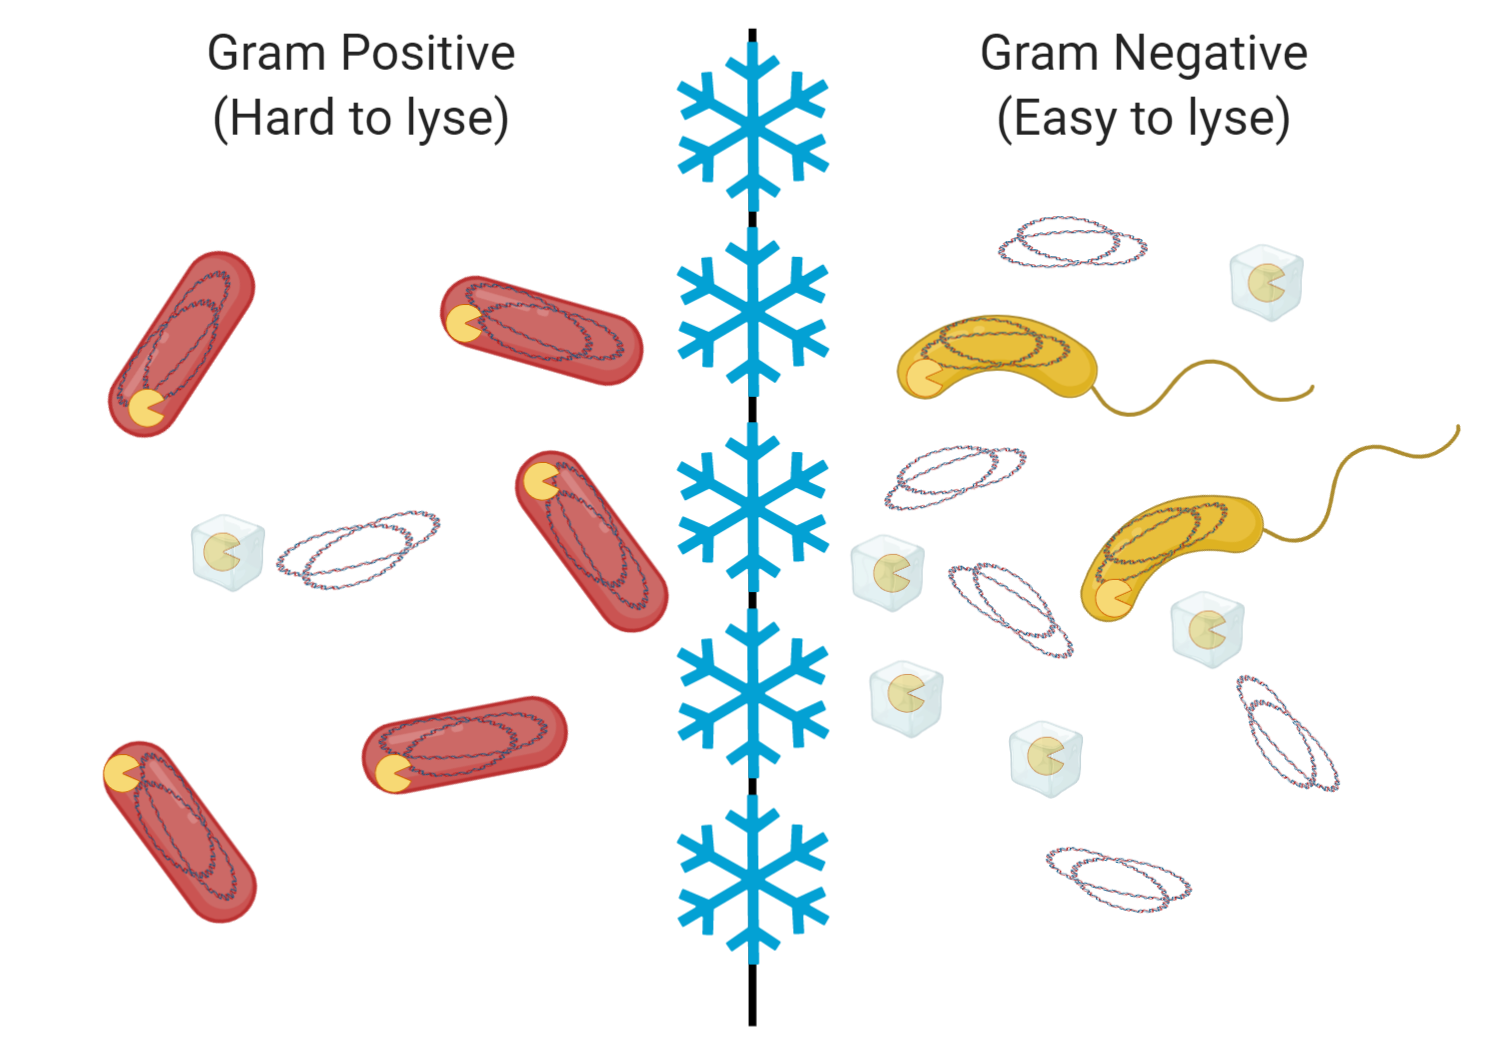 Gram Positive
(Hard to lyse)
Gram Negative
(Easy to lyse)